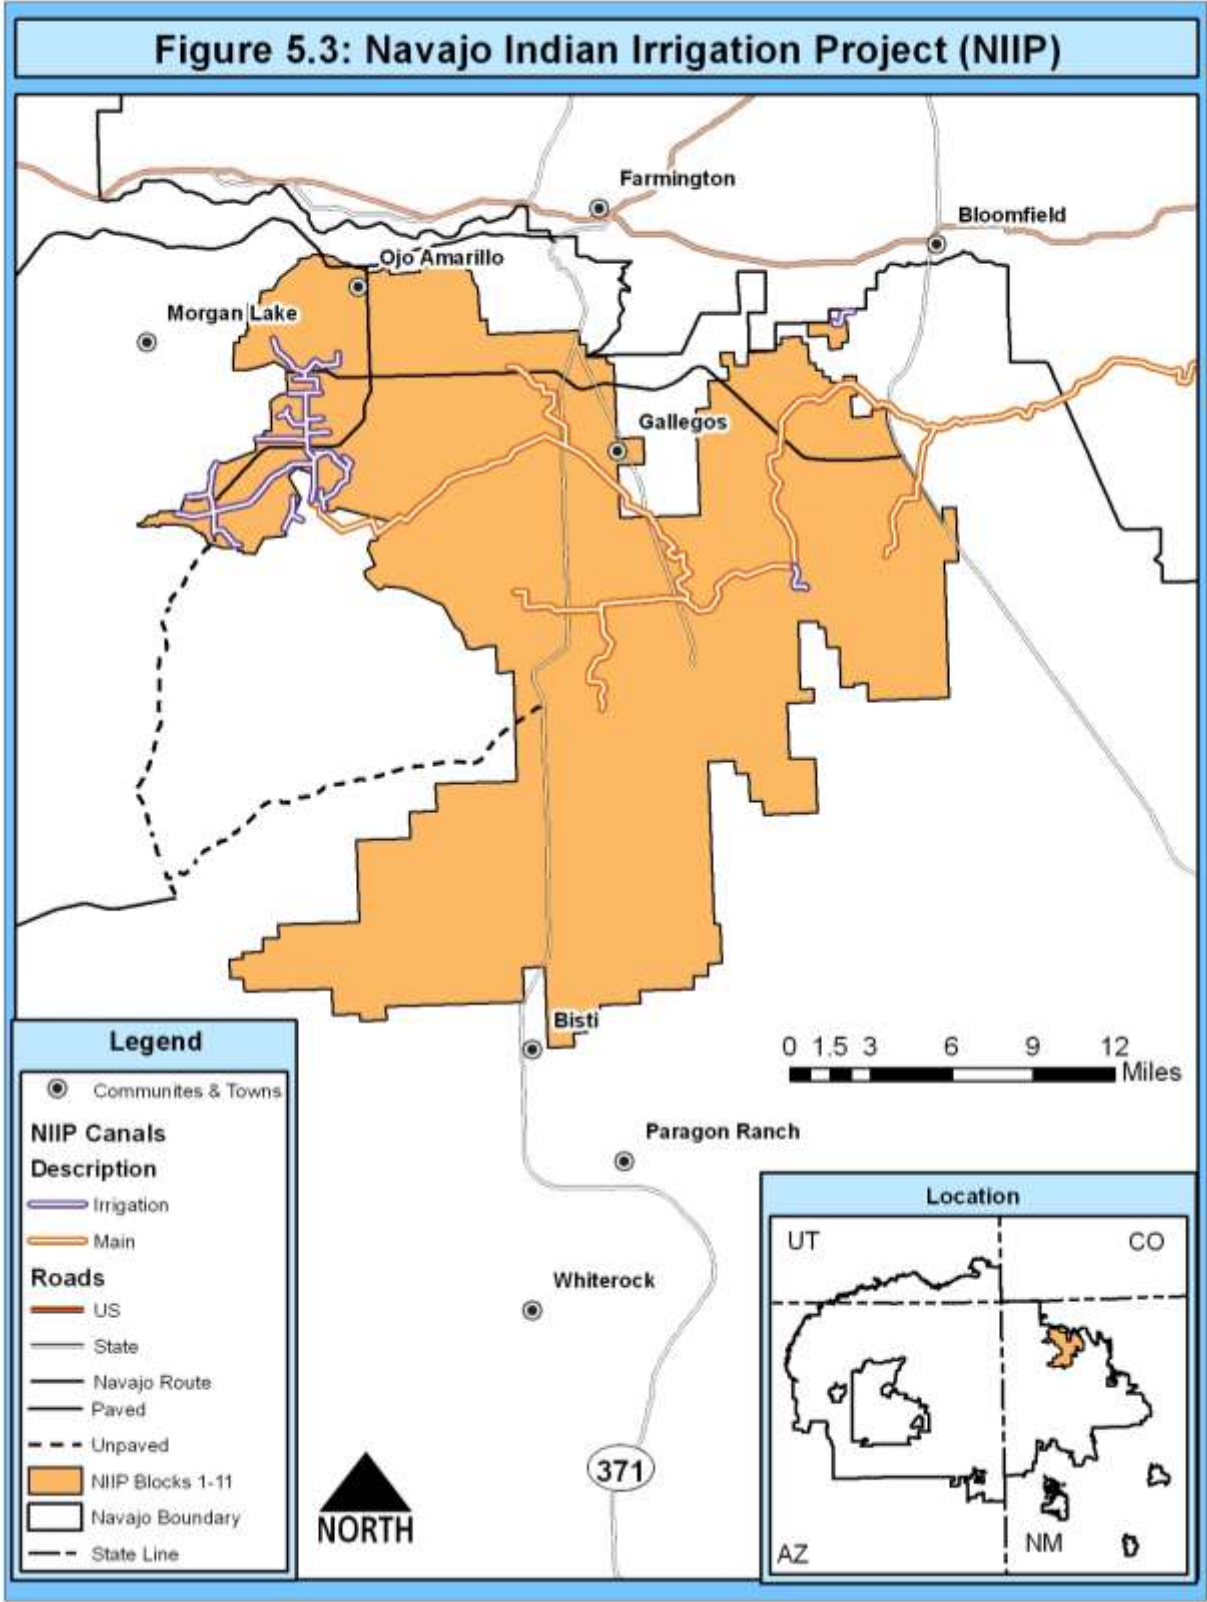 Figure 5.3: Navajo Indian Irrigation Project (NIIP)
Farmington
Bloomfield
Ojo Amarillo
Morgan Lake
Gallegos
Bisti
0 1.5 3 6 9 12
Miles
Paragon Ranch
Whiterock
371
NORTH
Legend
Communites & Towns
NIIP Canals
Description
Irrigation
Main
Roads
US
State
Navajo Route
Paved
Unpaved
NIIP Blocks 1-11
Navajo Boundary
State Line
Location
UT
CO
AZ
NM